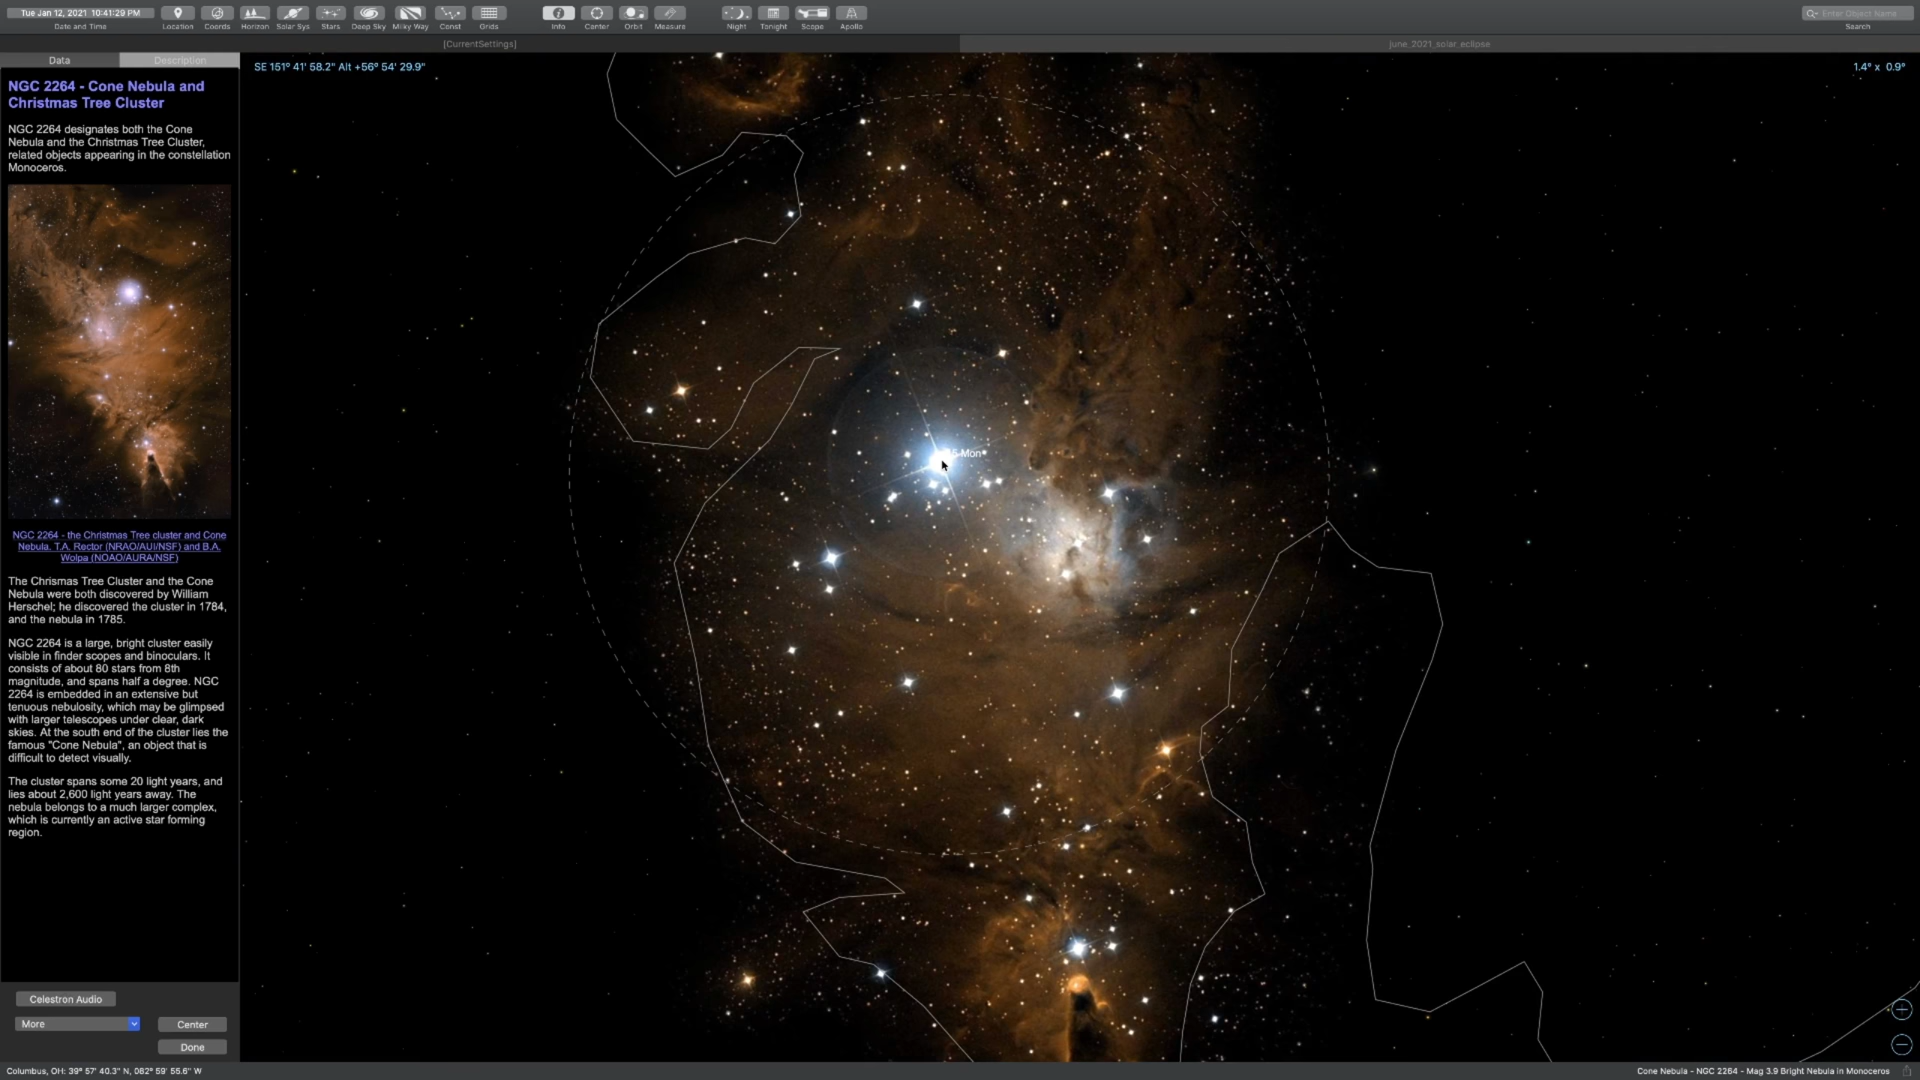 Tue Jan 12, 2021 10:41:29 PM
Date and Time
Location
Coords
Horizon
Solar Sys
Stars
Deep Sky
Milky Way
Const
Grids
Info
Center
Orbit
Measure
Night
Tonight
Scope
Apollo
Enter Object Name
Search
[CurrentSettings]
june_2021_solar_eclipse
Data
Description
SE 151° 41' 58.2" Alt +56° 54' 29.9"
1.4° x 0.9°
NGC 2264 - Cone Nebula and
Christmas Tree Cluster
NGC 2264 designates both the Cone
Nebula and the Christmas Tree Cluster,
related objects appearing in the constellation
Monoceros.
NGC 2264 - the Christmas Tree cluster and Cone
Nebula. T.A. Rector (NRAO/AUI/NSF) and B.A.
Wolpa (NOAO/AURA/NSF)
The Chrismas Tree Cluster and the Cone
Nebula were both discovered by William
Herschel; he discovered the cluster in 1784,
and the nebula in 1785.
NGC 2264 is a large, bright cluster easily
visible in finder scopes and binoculars. It
consists of about 80 stars from 8th
magnitude, and spans half a degree. NGC
2264 is embedded in an extensive but
tenuous nebulosity, which may be glimpsed
with larger telescopes under clear, dark
skies. At the south end of the cluster lies the
famous "Cone Nebula", an object that is
difficult to detect visually.
The cluster spans some 20 light years, and
lies about 2,600 light years away. The
nebula belongs to a much larger complex,
which is currently an active star forming
region.
Mon
Celestron Audio
More
Center
Done
Columbus, OH: 39° 57' 40.3" N, 082° 59' 55.6" W
Cone Nebula - NGC 2264 - Mag 3.9 Bright Nebula in Monoceros